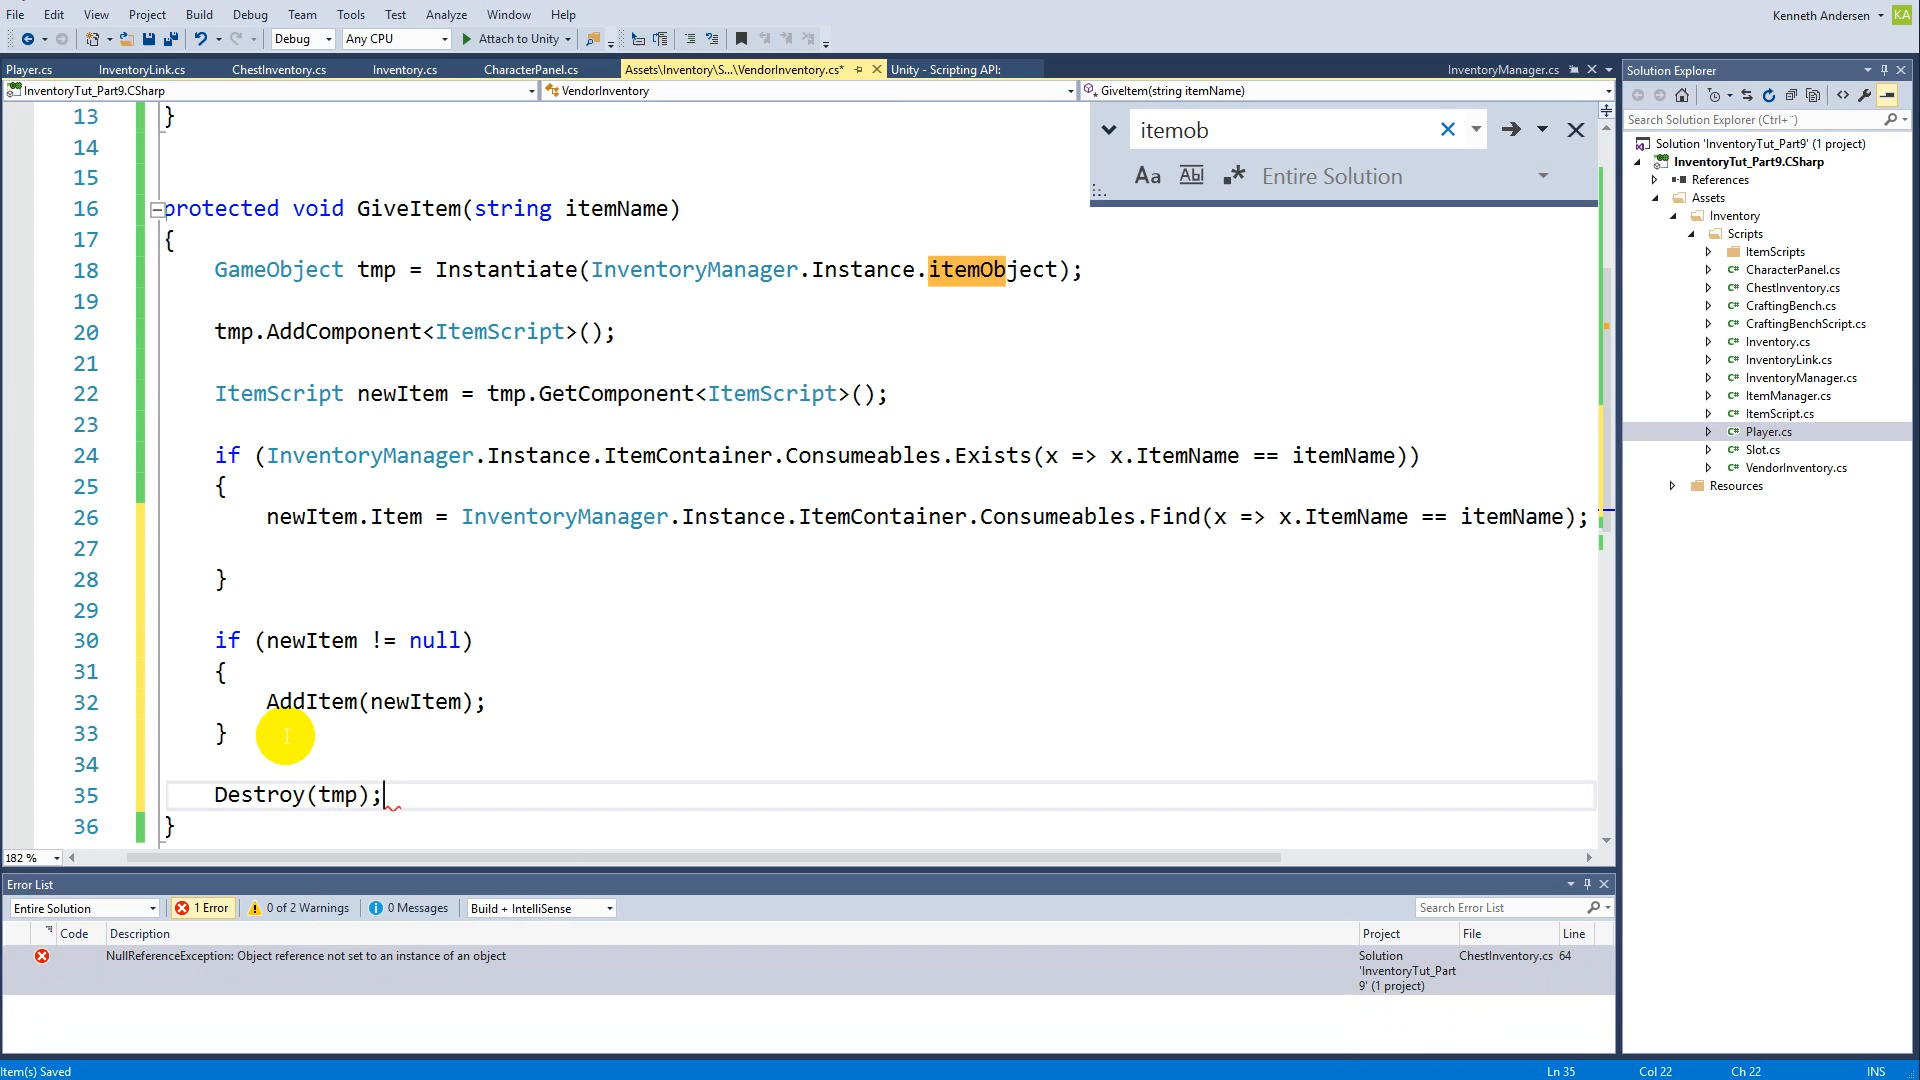 File Edit View Project Build Debug Team Tools Test Analyze Window Help
Kenneth Andersen KA
Debug Any CPU Attach to Unity
Player.cs InventoryLink.cs ChestInventory.cs Inventory.cs CharacterPanel.cs Assets\Inventory\S...\VendorInventory.cs* Unity - Scripting API: InventoryManager.cs
InventoryTut_Part9.CSharp VendorInventory GiveItem(string itemName)
itemob
Aa Abl .* Entire Solution
13 }
14
15
16 protected void GiveItem(string itemName)
17 {
18 GameObject tmp = Instantiate(InventoryManager.Instance.itemObject);
19
20 tmp.AddComponent<ItemScript>();
21
22 ItemScript newItem = tmp.GetComponent<ItemScript>();
23
24 if (InventoryManager.Instance.ItemContainer.Consumeables.Exists(x => x.ItemName == itemName))
25 {
26 newItem.Item = InventoryManager.Instance.ItemContainer.Consumeables.Find(x => x.ItemName == itemName);
27
28 }
29
30 if (newItem != null)
31 {
32 AddItem(newItem);
33 }
34
35 Destroy(tmp);
36 }
182 %
Error List
Entire Solution 1 Error 0 of 2 Warnings 0 Messages Build + IntelliSense Search Error List
Code Description Project File Line
NullReferenceException: Object reference not set to an instance of an object Solution ChestInventory.cs 64
'InventoryTut_Part
9' (1 project)
Item(s) Saved Ln 35 Col 22 Ch 22 INS
Solution Explorer
Search Solution Explorer (Ctrl+¨)
Solution 'InventoryTut_Part9' (1 project)
InventoryTut_Part9.CSharp
References
Assets
Inventory
Scripts
ItemScripts
C# CharacterPanel.cs
C# ChestInventory.cs
C# CraftingBench.cs
C# CraftingBenchScript.cs
C# Inventory.cs
C# InventoryLink.cs
C# InventoryManager.cs
C# ItemManager.cs
C# ItemScript.cs
C# Player.cs
C# Slot.cs
C# VendorInventory.cs
Resources